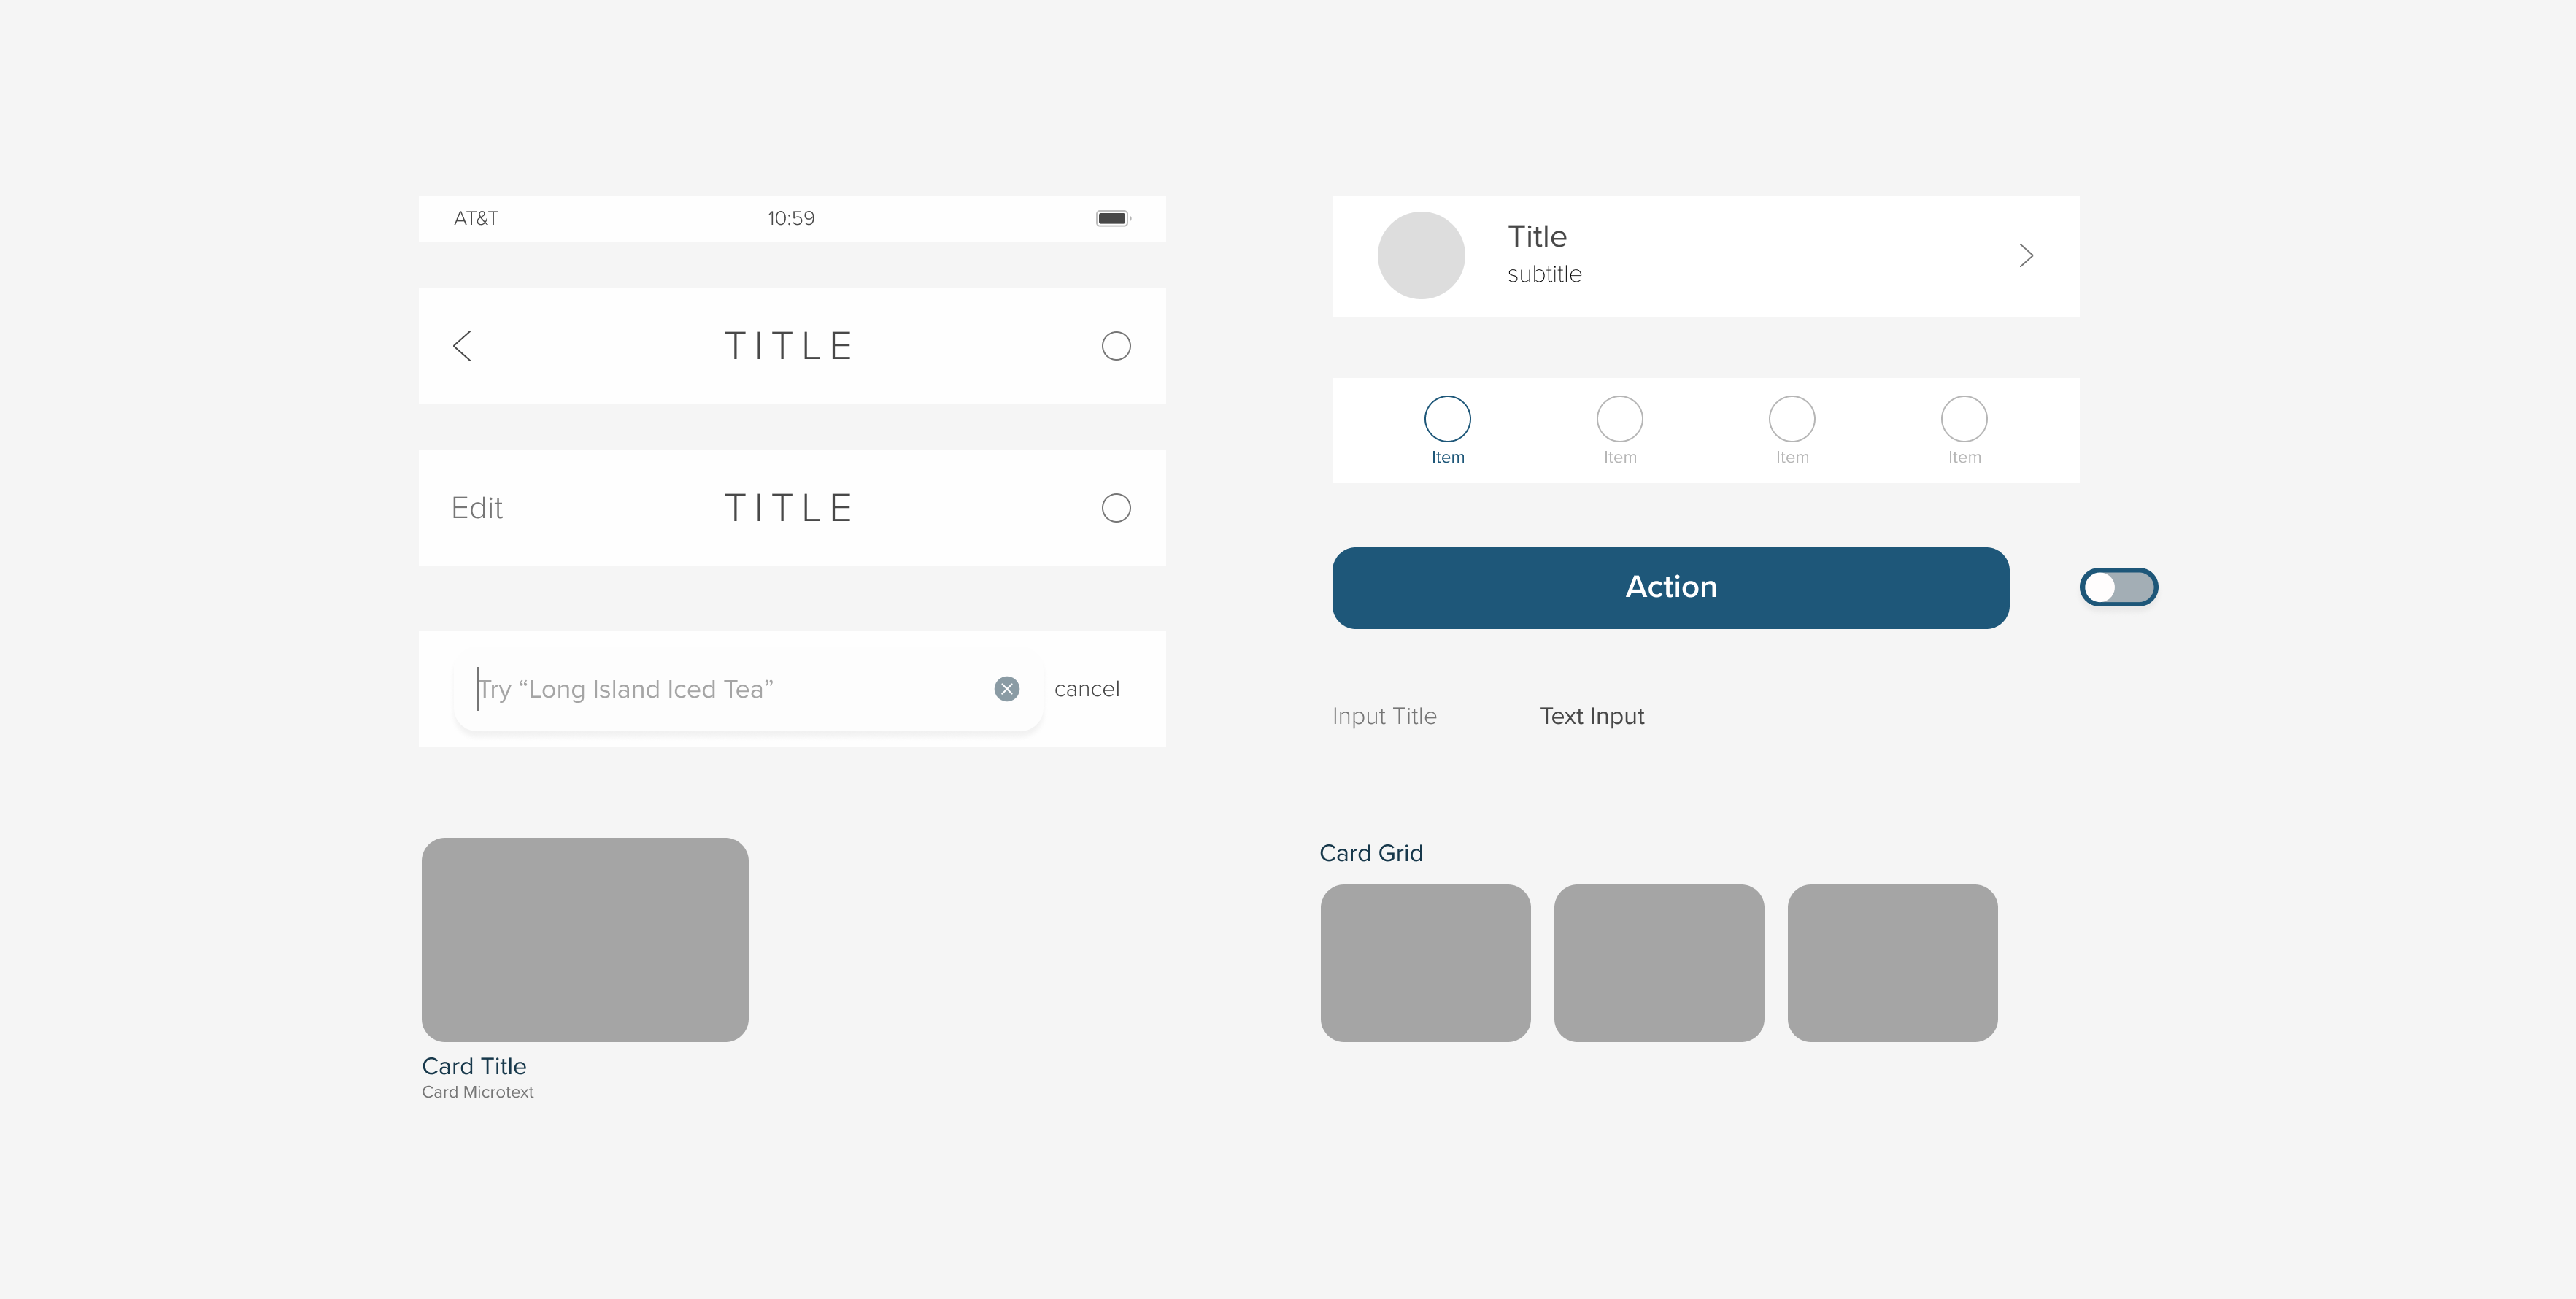 AT&T 10:59
TITLE
Edit TITLE
Try “Long Island Iced Tea” cancel
Card Title
Card Microtext
Title
subtitle
Item Item Item Item
Action
Input Title Text Input
Card Grid